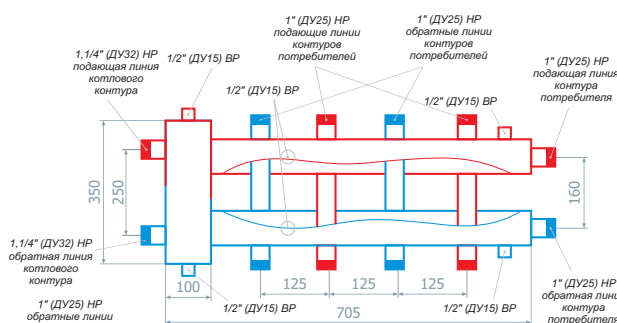 1" (ДУ25) НР
подающие линии
контуров
потребителей
1" (ДУ25) НР
обратные линии
контуров
потребителей
1,1/4" (ДУ32) НР
подающая линия
котлового
контура
1/2" (ДУ15) ВР
1" (ДУ25) НР
подающая линия
контура
потребителя
1/2" (ДУ15) ВР
1/2" (ДУ15) ВР
350
250
160
1,1/4" (ДУ32) НР
обратная линия
котлового
контура
100
125
125
125
1/2" (ДУ15) ВР
1/2" (ДУ15) ВР
705
1" (ДУ25) НР
обратная линия
контура
потребителя
1" (ДУ25) НР
обратные линии